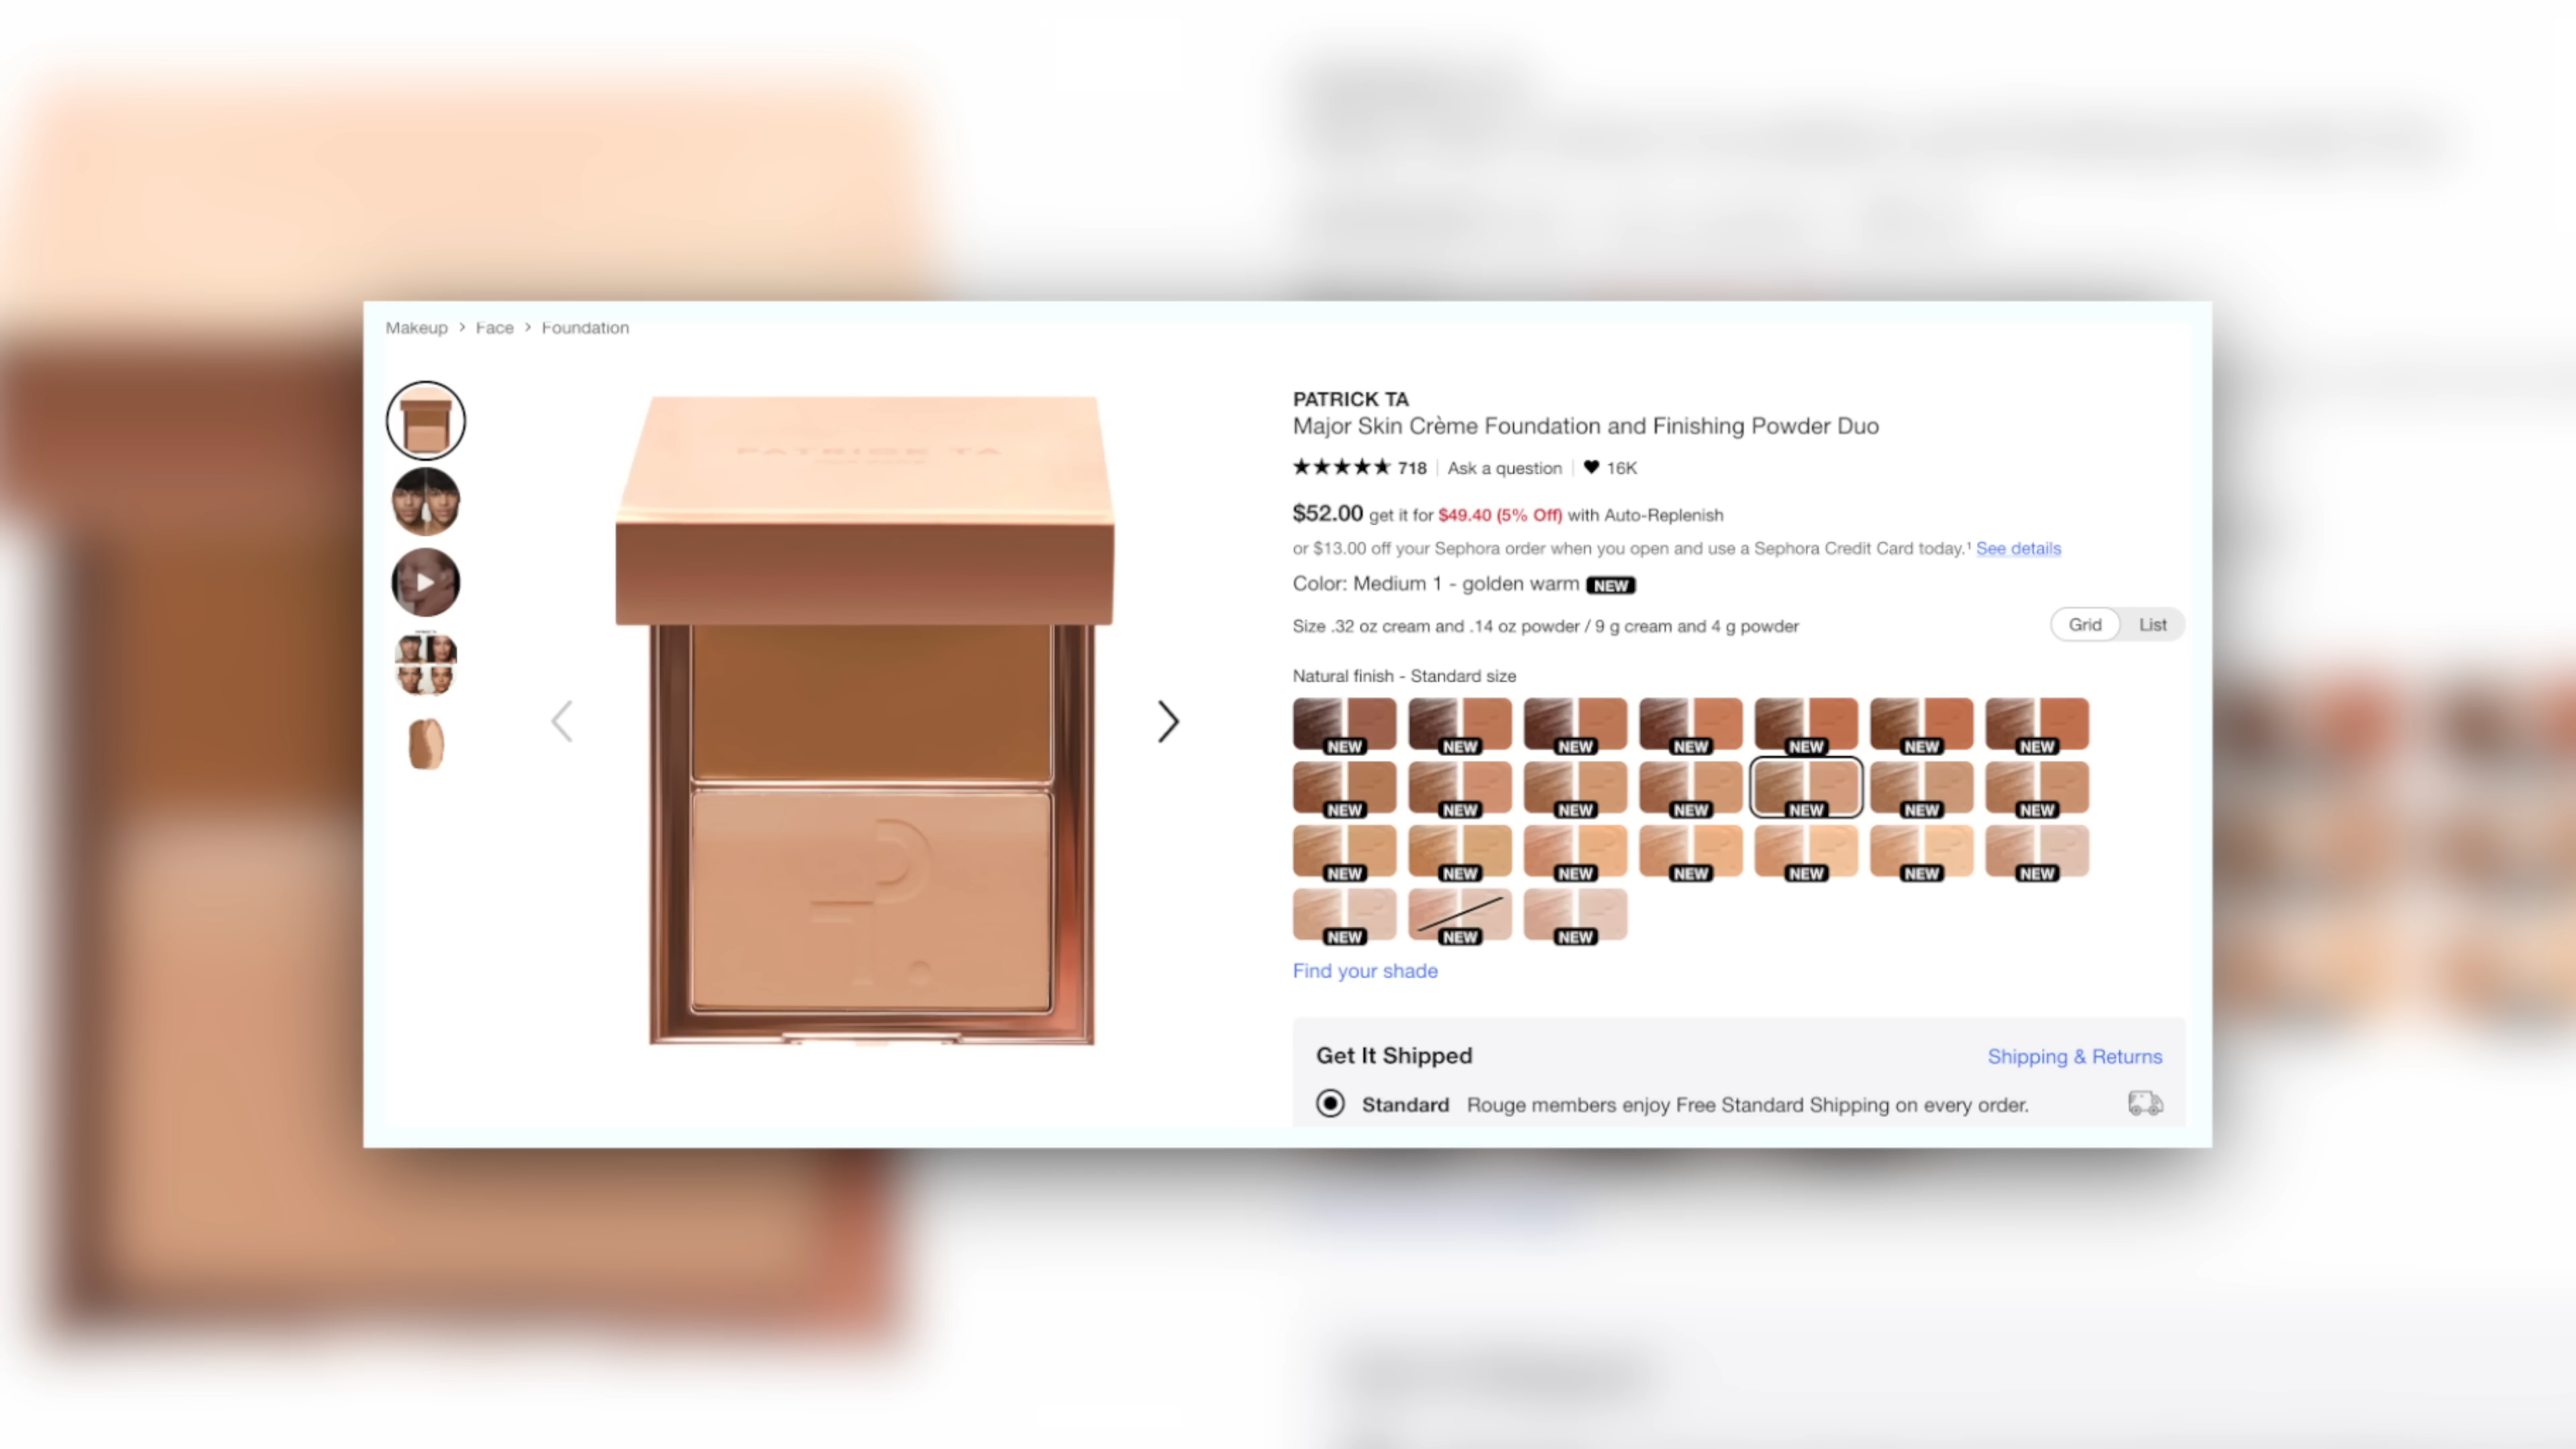 Makeup > Face > Foundation
PATRICK TA
PATRICK TA
Major Skin Crème Foundation and Finishing Powder Duo
718 | Ask a question | 16K
$52.00 get it for $49.40 (5% Off) with Auto-Replenish
or $13.00 off your Sephora order when you open and use a Sephora Credit Card today.¹ See details
Color: Medium 1 - golden warm NEW
Size .32 oz cream and .14 oz powder / 9 g cream and 4 g powder
Grid List
Natural finish - Standard size
NEW NEW NEW NEW NEW NEW NEW
NEW NEW NEW NEW NEW NEW NEW
NEW NEW NEW NEW NEW NEW NEW
NEW NEW NEW
Find your shade
Get It Shipped
Shipping & Returns
Standard Rouge members enjoy Free Standard Shipping on every order.